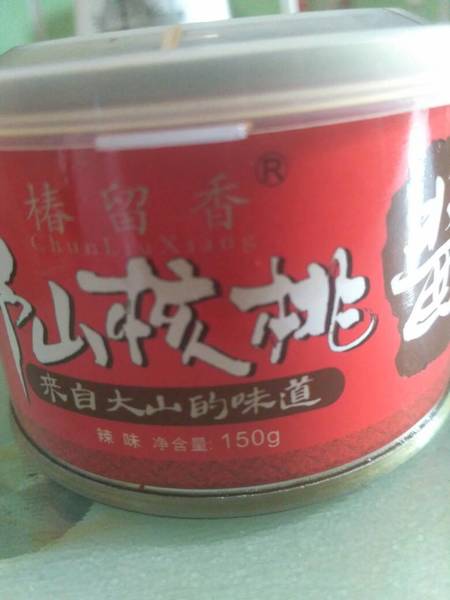 椿留香®
ChunLiuXiang
山核桃
来自大山的味道
辣味 净含量:150g